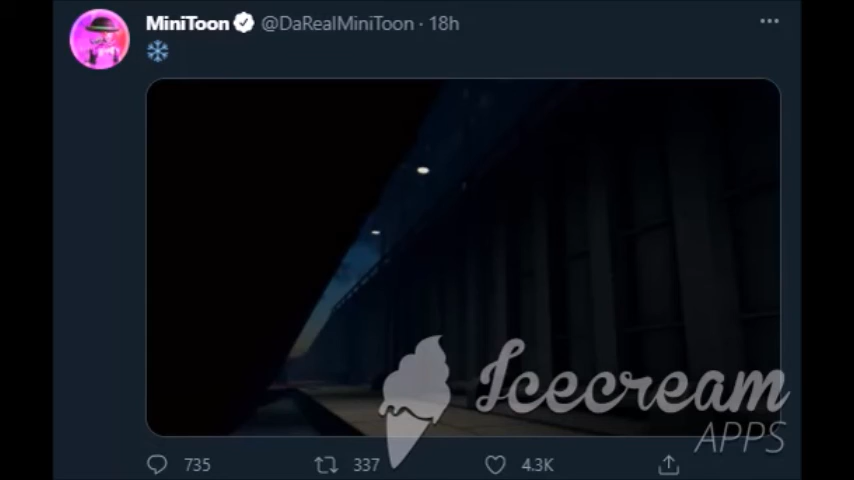 MiniToon @DaRealMiniToon · 18h
❄
Icecream
APPS
735 337 4.3K